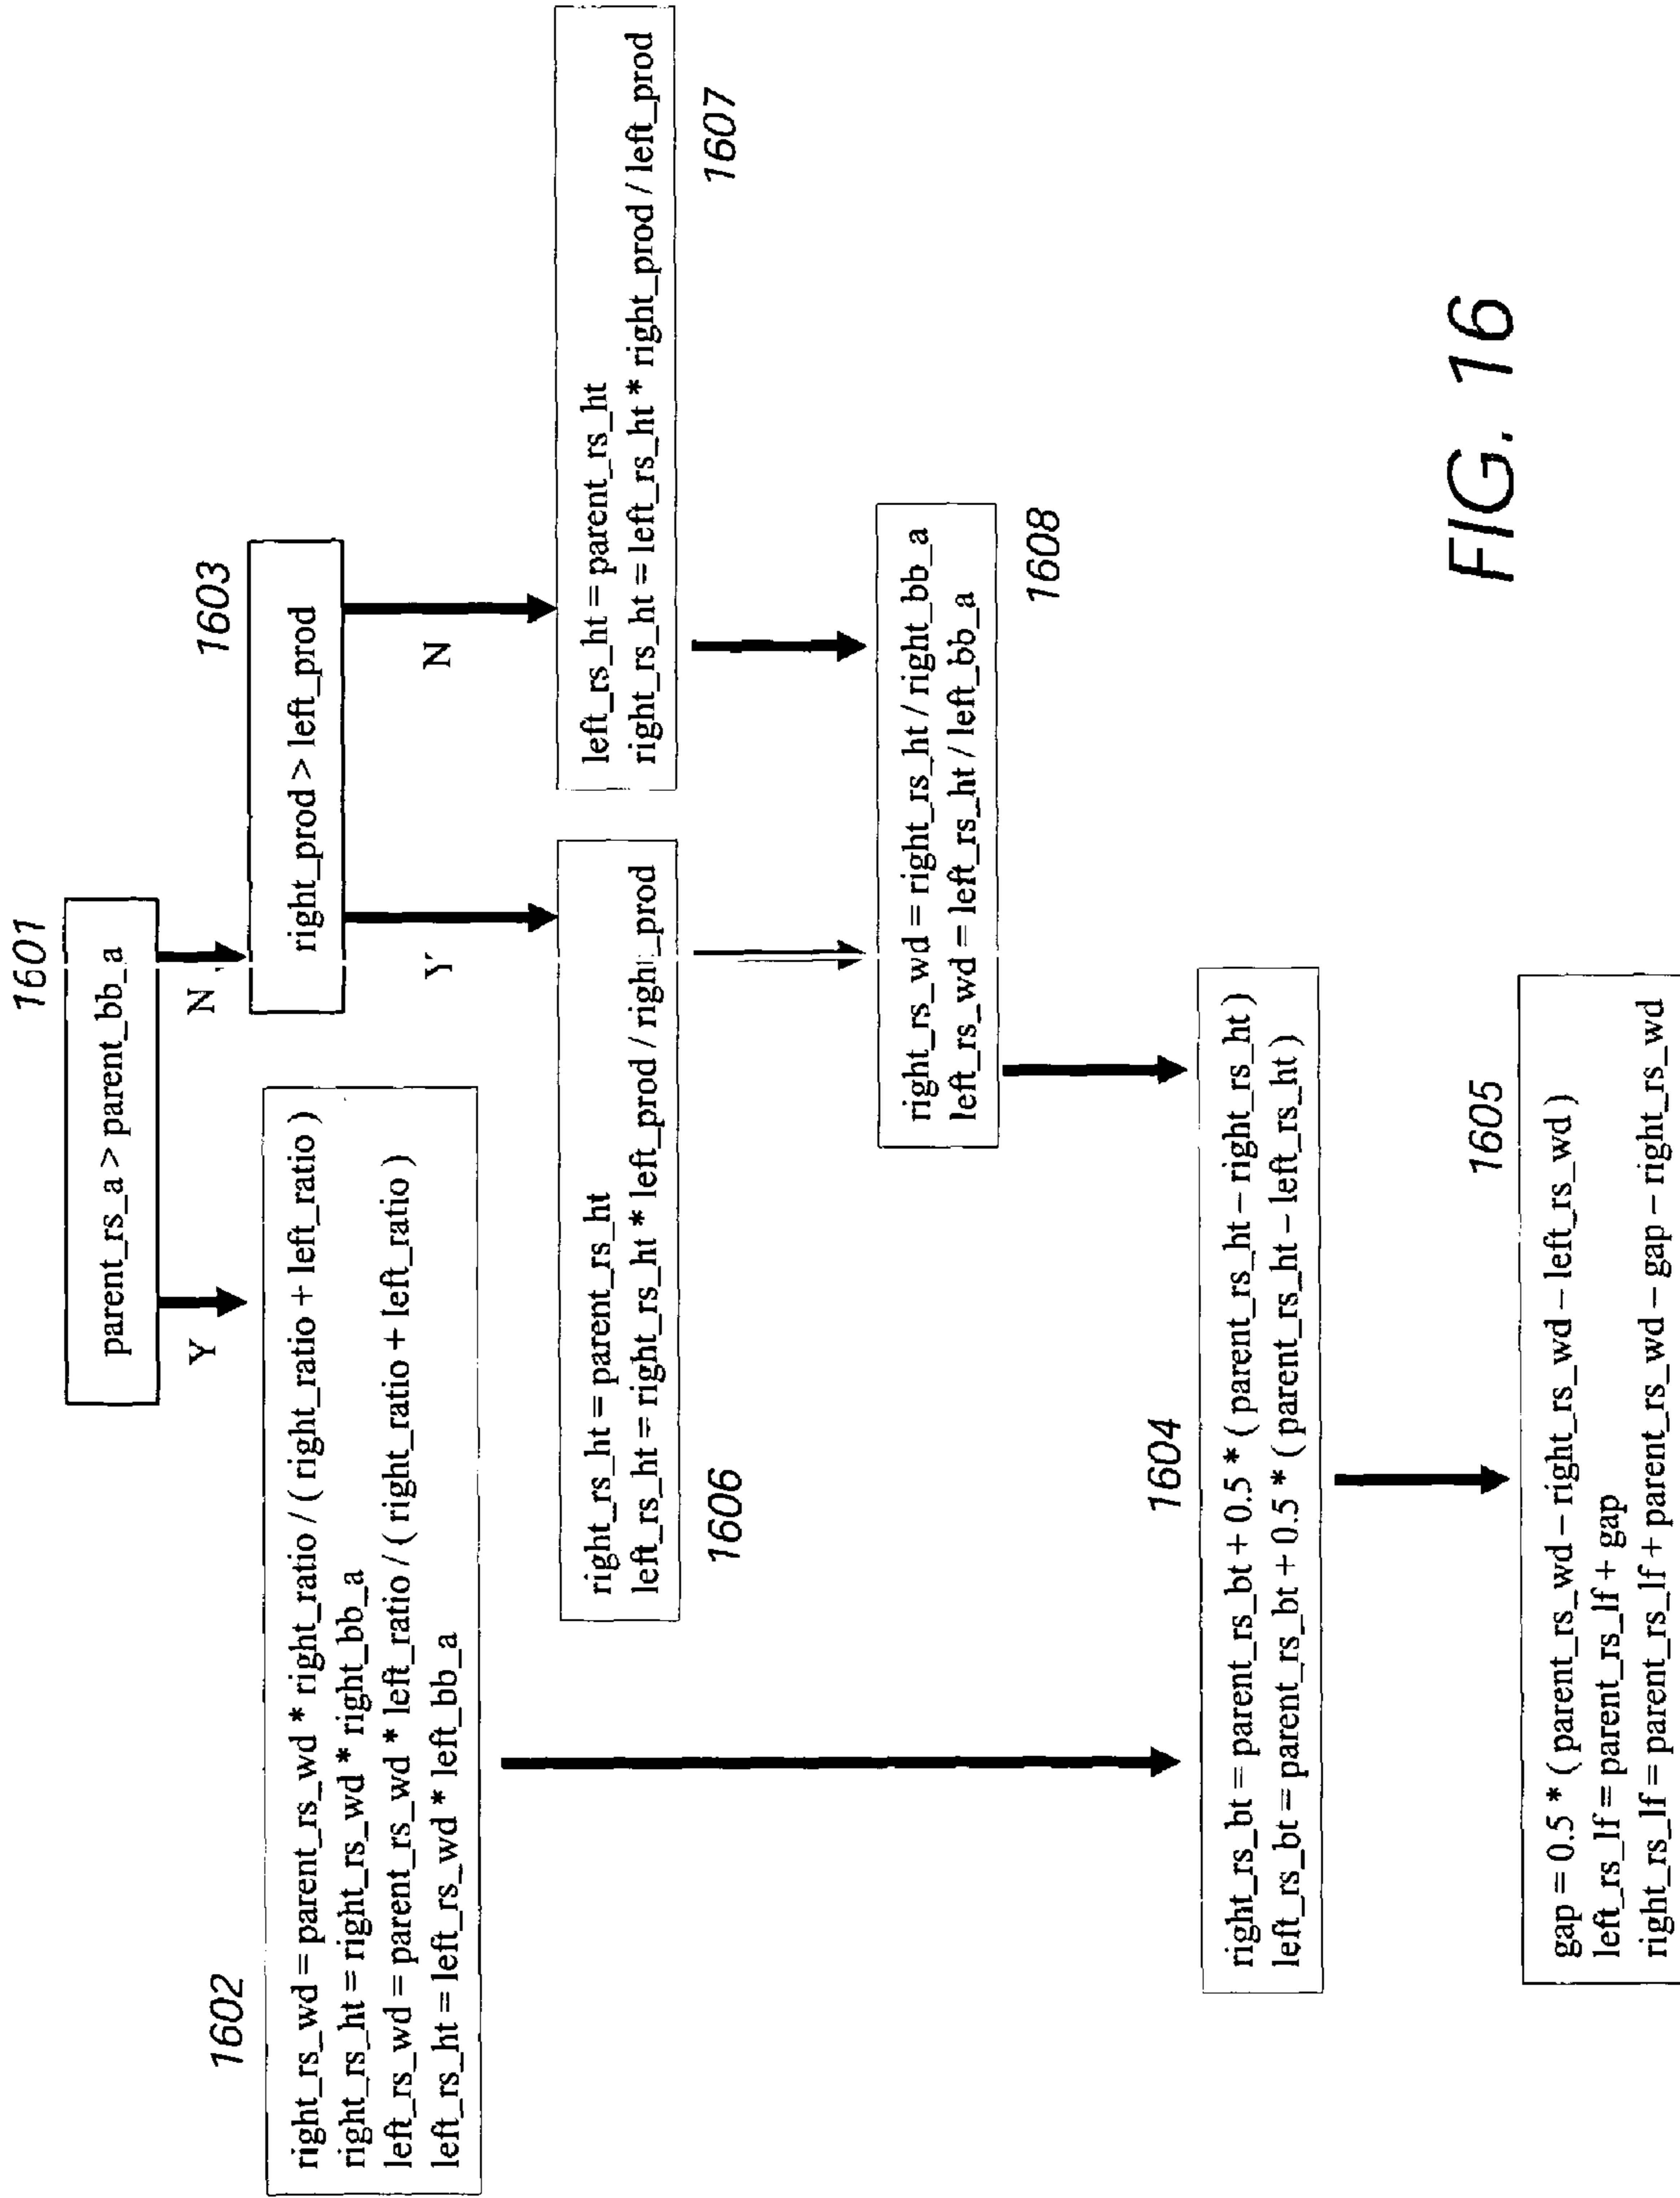 1601
parent_rs_a > parent_bb_a
Y
N
1602
right_rs_wd = parent_rs_wd * right_ratio / ( right_ratio + left_ratio )
right_rs_ht = right_rs_wd * right_bb_a
left_rs_wd = parent_rs_wd * left_ratio / ( right_ratio + left_ratio )
left_rs_ht = left_rs_wd * left_bb_a
1603
right_prod > left_prod
Y
N
right_rs_ht = parent_rs_ht
left_rs_ht = right_rs_ht * left_prod / right_prod
1606
left_rs_ht = parent_rs_ht
right_rs_ht = left_rs_ht * right_prod / left_prod
1607
right_rs_wd = right_rs_ht / right_bb_a
left_rs_wd = left_rs_ht / left_bb_a
1608
1604
right_rs_bt = parent_rs_bt + 0.5 * ( parent_rs_ht – right_rs_ht )
left_rs_bt = parent_rs_bt + 0.5 * ( parent_rs_ht – left_rs_ht )
1605
gap = 0.5 * ( parent_rs_wd – right_rs_wd – left_rs_wd )
left_rs_lf = parent_rs_lf + gap
right_rs_lf = parent_rs_lf + parent_rs_wd – gap – right_rs_wd
FIG. 16